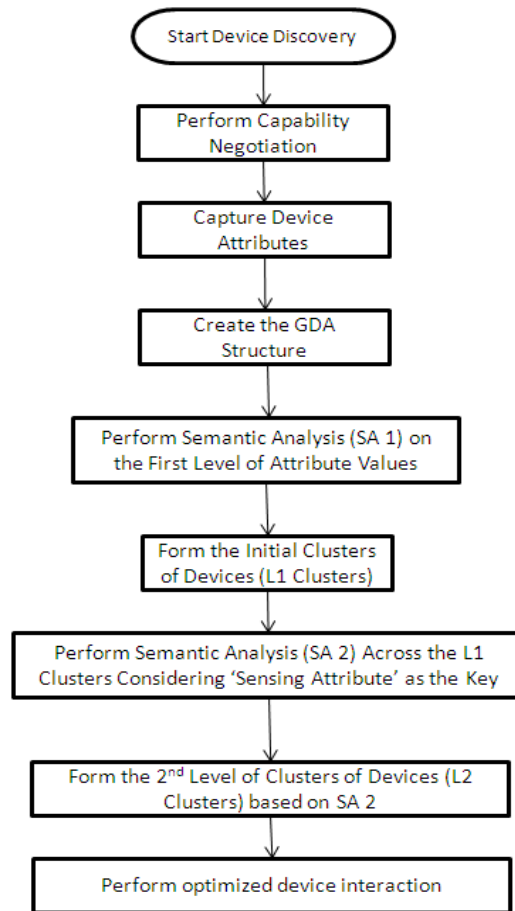 Start Device Discovery
Perform Capability
Negotiation
Capture Device
Attributes
Create the GDA
Structure
Perform Semantic Analysis (SA 1) on
the First Level of Attribute Values
Form the Initial Clusters
of Devices (L1 Clusters)
Perform Semantic Analysis (SA 2) Across the L1
Clusters Considering ‘Sensing Attribute’ as the Key
Form the 2nd Level of Clusters of Devices (L2
Clusters) based on SA 2
Perform optimized device interaction